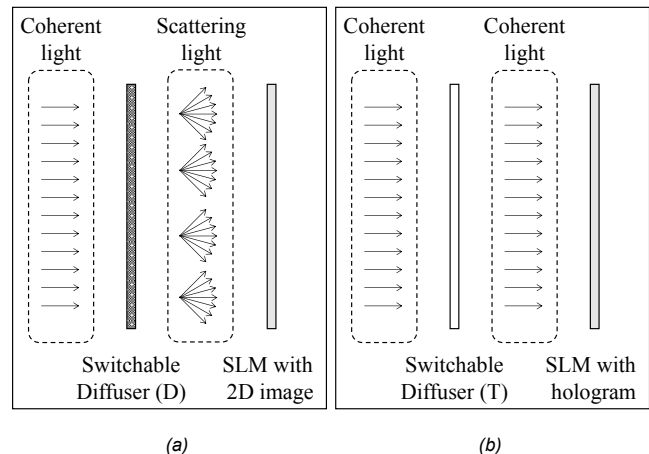 Coherent
light
Scattering
light
Switchable
Diffuser (D)
SLM with
2D image
(a)
Coherent
light
Coherent
light
Switchable
Diffuser (T)
SLM with
hologram
(b)